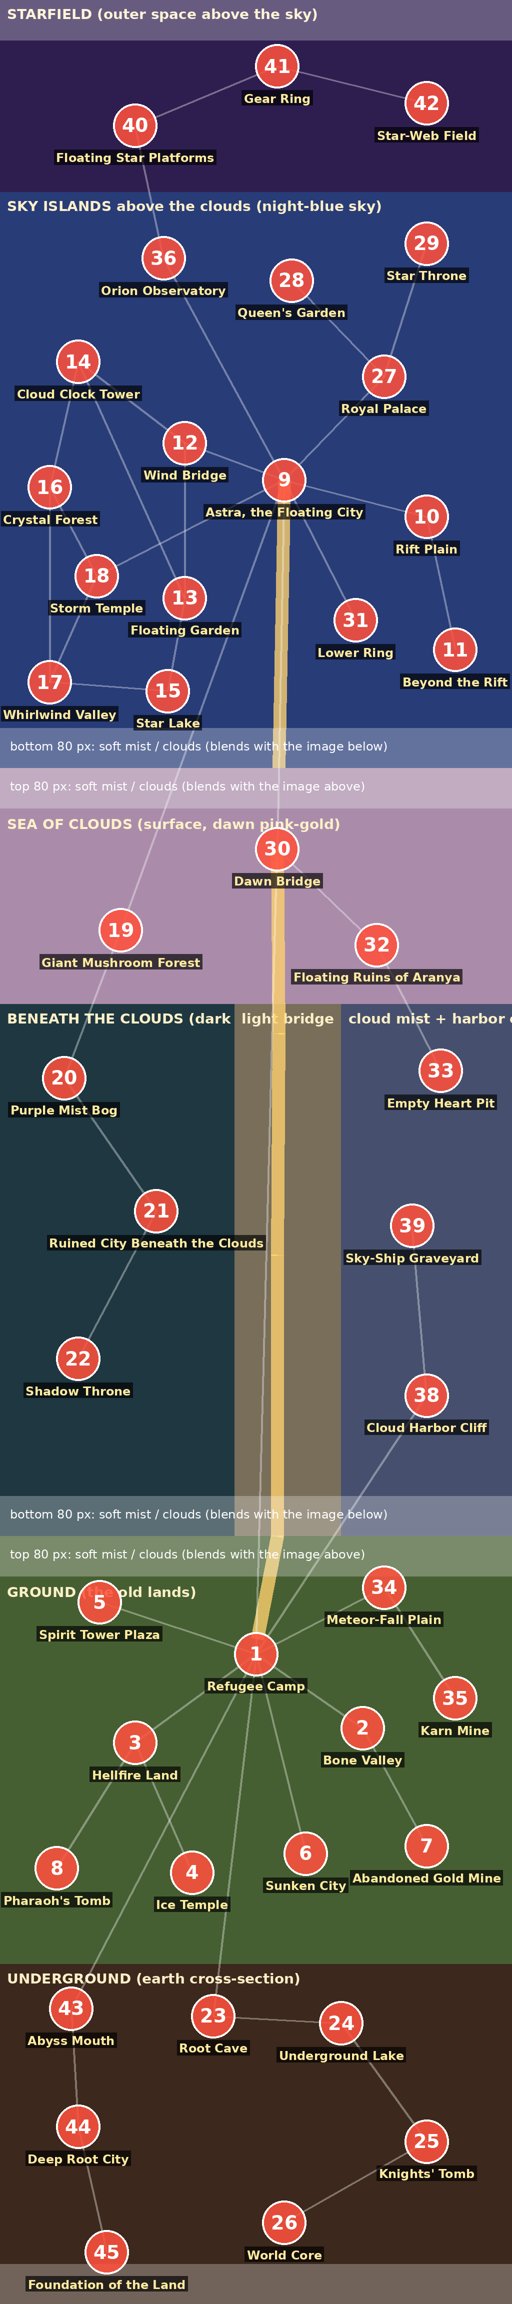 STARFIELD (outer space above the sky)
41
Gear Ring
42
Star-Web Field
40
Floating Star Platforms
SKY ISLANDS above the clouds (night-blue sky)
29
Star Throne
36
Orion Observatory
28
Queen's Garden
14
Cloud Clock Tower
27
Royal Palace
12
Wind Bridge
9
Astra, the Floating City
16
Crystal Forest
10
Rift Plain
18
Storm Temple
13
Floating Garden
31
Lower Ring
11
Beyond the Rift
17
Whirlwind Valley
15
Star Lake
bottom 80 px: soft mist / clouds (blends with the image below)
top 80 px: soft mist / clouds (blends with the image above)
SEA OF CLOUDS (surface, dawn pink-gold)
30
Dawn Bridge
19
Giant Mushroom Forest
32
Floating Ruins of Aranya
BENEATH THE CLOUDS (dark
light bridge
cloud mist + harbor
20
Purple Mist Bog
33
Empty Heart Pit
21
Ruined City Beneath the Clouds
39
Sky-Ship Graveyard
22
Shadow Throne
38
Cloud Harbor Cliff
bottom 80 px: soft mist / clouds (blends with the image below)
top 80 px: soft mist / clouds (blends with the image above)
GROUND (the old lands)
5
Spirit Tower Plaza
34
Meteor-Fall Plain
1
Refugee Camp
35
Karn Mine
3
Hellfire Land
2
Bone Valley
8
Pharaoh's Tomb
4
Ice Temple
6
Sunken City
7
Abandoned Gold Mine
UNDERGROUND (earth cross-section)
43
Abyss Mouth
23
Root Cave
24
Underground Lake
44
Deep Root City
25
Knights' Tomb
26
World Core
45
Foundation of the Land